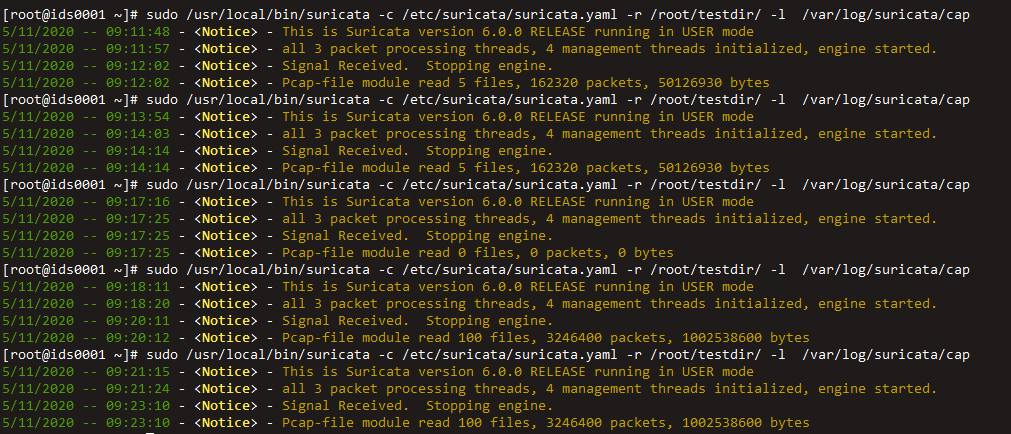 [root@ids0001 ~]# sudo /usr/local/bin/suricata -c /etc/suricata/suricata.yaml -r /root/testdir/ -l  /var/log/suricata/cap
5/11/2020 -- 09:11:48 - <Notice> - This is Suricata version 6.0.0 RELEASE running in USER mode
5/11/2020 -- 09:11:57 - <Notice> - all 3 packet processing threads, 4 management threads initialized, engine started.
5/11/2020 -- 09:12:02 - <Notice> - Signal Received.  Stopping engine.
5/11/2020 -- 09:12:02 - <Notice> - Pcap-file module read 5 files, 162320 packets, 50126930 bytes
[root@ids0001 ~]# sudo /usr/local/bin/suricata -c /etc/suricata/suricata.yaml -r /root/testdir/ -l  /var/log/suricata/cap
5/11/2020 -- 09:13:54 - <Notice> - This is Suricata version 6.0.0 RELEASE running in USER mode
5/11/2020 -- 09:14:03 - <Notice> - all 3 packet processing threads, 4 management threads initialized, engine started.
5/11/2020 -- 09:14:14 - <Notice> - Signal Received.  Stopping engine.
5/11/2020 -- 09:14:14 - <Notice> - Pcap-file module read 5 files, 162320 packets, 50126930 bytes
[root@ids0001 ~]# sudo /usr/local/bin/suricata -c /etc/suricata/suricata.yaml -r /root/testdir/ -l  /var/log/suricata/cap
5/11/2020 -- 09:17:16 - <Notice> - This is Suricata version 6.0.0 RELEASE running in USER mode
5/11/2020 -- 09:17:25 - <Notice> - all 3 packet processing threads, 4 management threads initialized, engine started.
5/11/2020 -- 09:17:25 - <Notice> - Signal Received.  Stopping engine.
5/11/2020 -- 09:17:25 - <Notice> - Pcap-file module read 0 files, 0 packets, 0 bytes
[root@ids0001 ~]# sudo /usr/local/bin/suricata -c /etc/suricata/suricata.yaml -r /root/testdir/ -l  /var/log/suricata/cap
5/11/2020 -- 09:18:11 - <Notice> - This is Suricata version 6.0.0 RELEASE running in USER mode
5/11/2020 -- 09:18:20 - <Notice> - all 3 packet processing threads, 4 management threads initialized, engine started.
5/11/2020 -- 09:20:11 - <Notice> - Signal Received.  Stopping engine.
5/11/2020 -- 09:20:12 - <Notice> - Pcap-file module read 100 files, 3246400 packets, 1002538600 bytes
[root@ids0001 ~]# sudo /usr/local/bin/suricata -c /etc/suricata/suricata.yaml -r /root/testdir/ -l  /var/log/suricata/cap
5/11/2020 -- 09:21:15 - <Notice> - This is Suricata version 6.0.0 RELEASE running in USER mode
5/11/2020 -- 09:21:24 - <Notice> - all 3 packet processing threads, 4 management threads initialized, engine started.
5/11/2020 -- 09:23:10 - <Notice> - Signal Received.  Stopping engine.
5/11/2020 -- 09:23:10 - <Notice> - Pcap-file module read 100 files, 3246400 packets, 1002538600 bytes